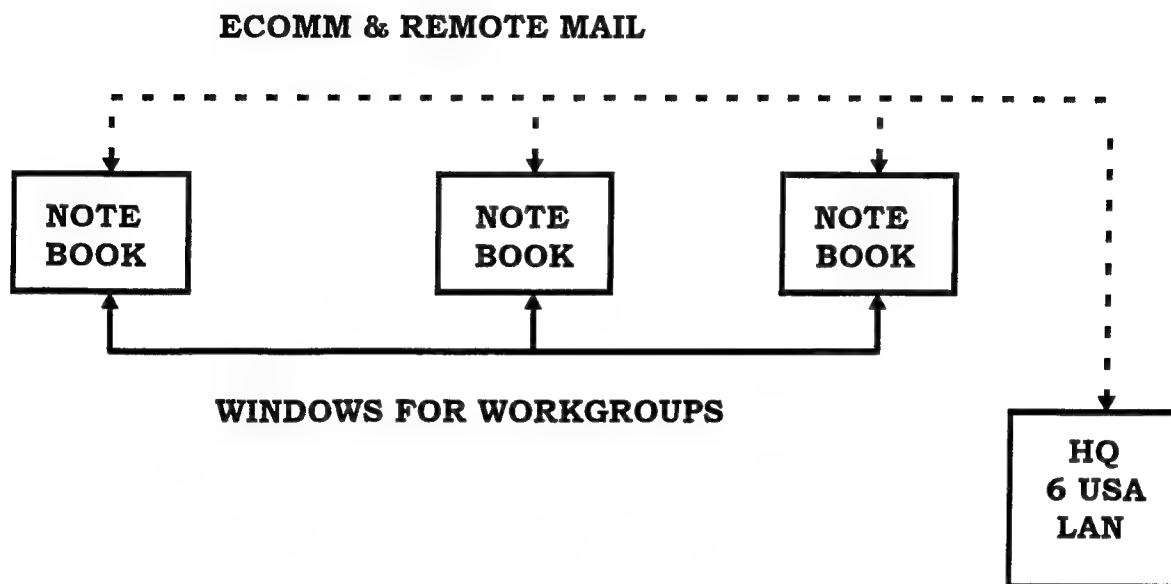 ECOMM & REMOTE MAIL
NOTE
BOOK
NOTE
BOOK
NOTE
BOOK
WINDOWS FOR WORKGROUPS
HQ
6 USA
LAN